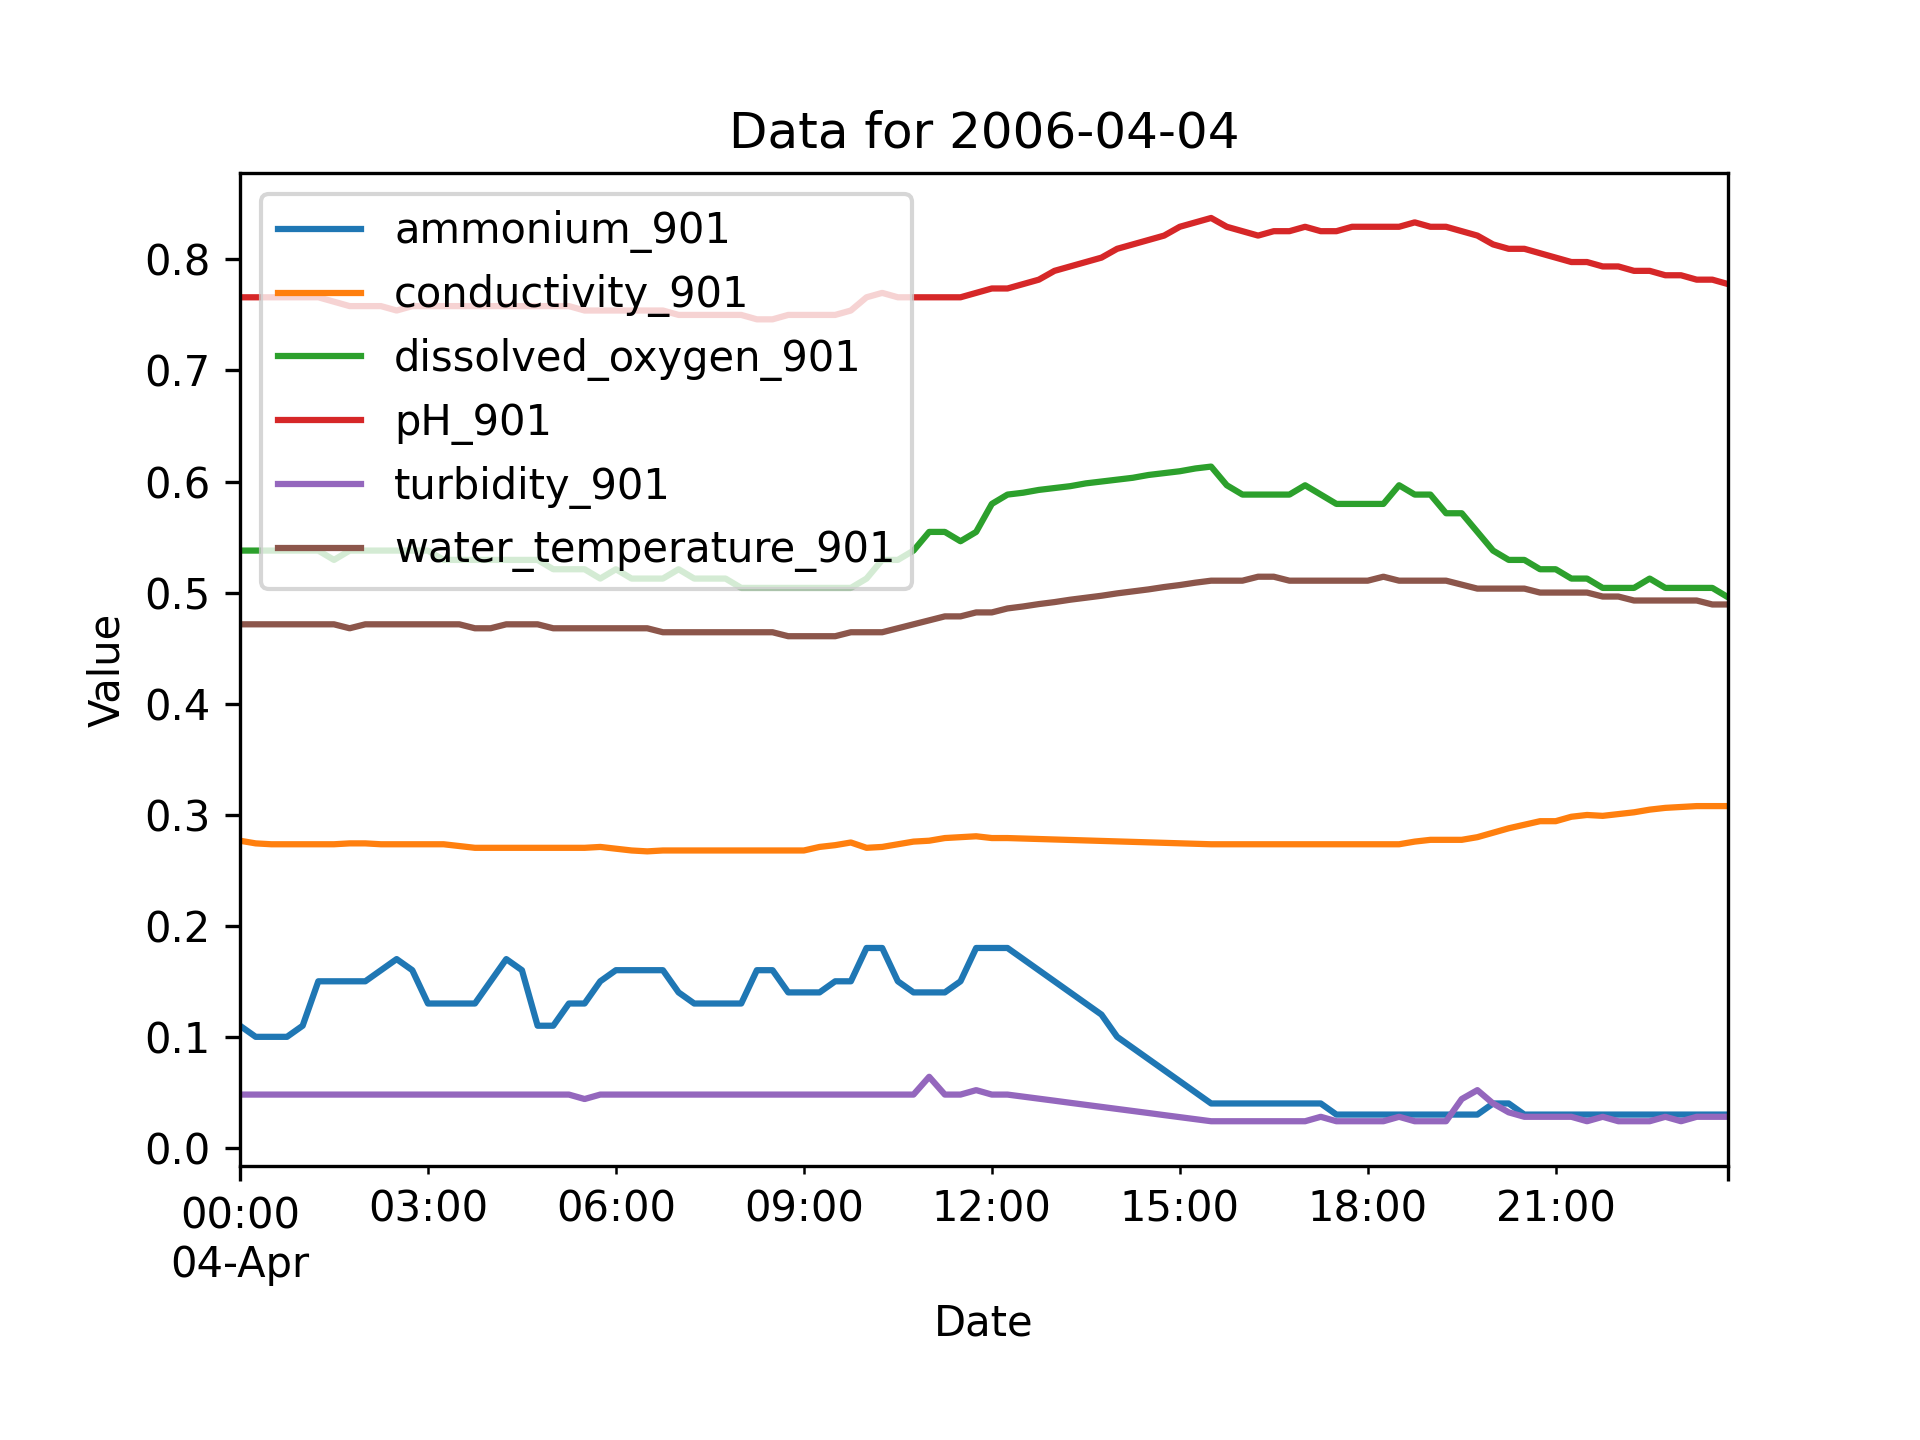 Data for 2006-04-04
ammonium_901
conductivity_901
dissolved_oxygen_901
pH_901
turbidity_901
water_temperature_901
0.8
0.7
0.6
0.5
0.4
0.3
0.2
0.1
0.0
Value
00:00 03:00 06:00 09:00 12:00 15:00 18:00 21:00
04-Apr
Date